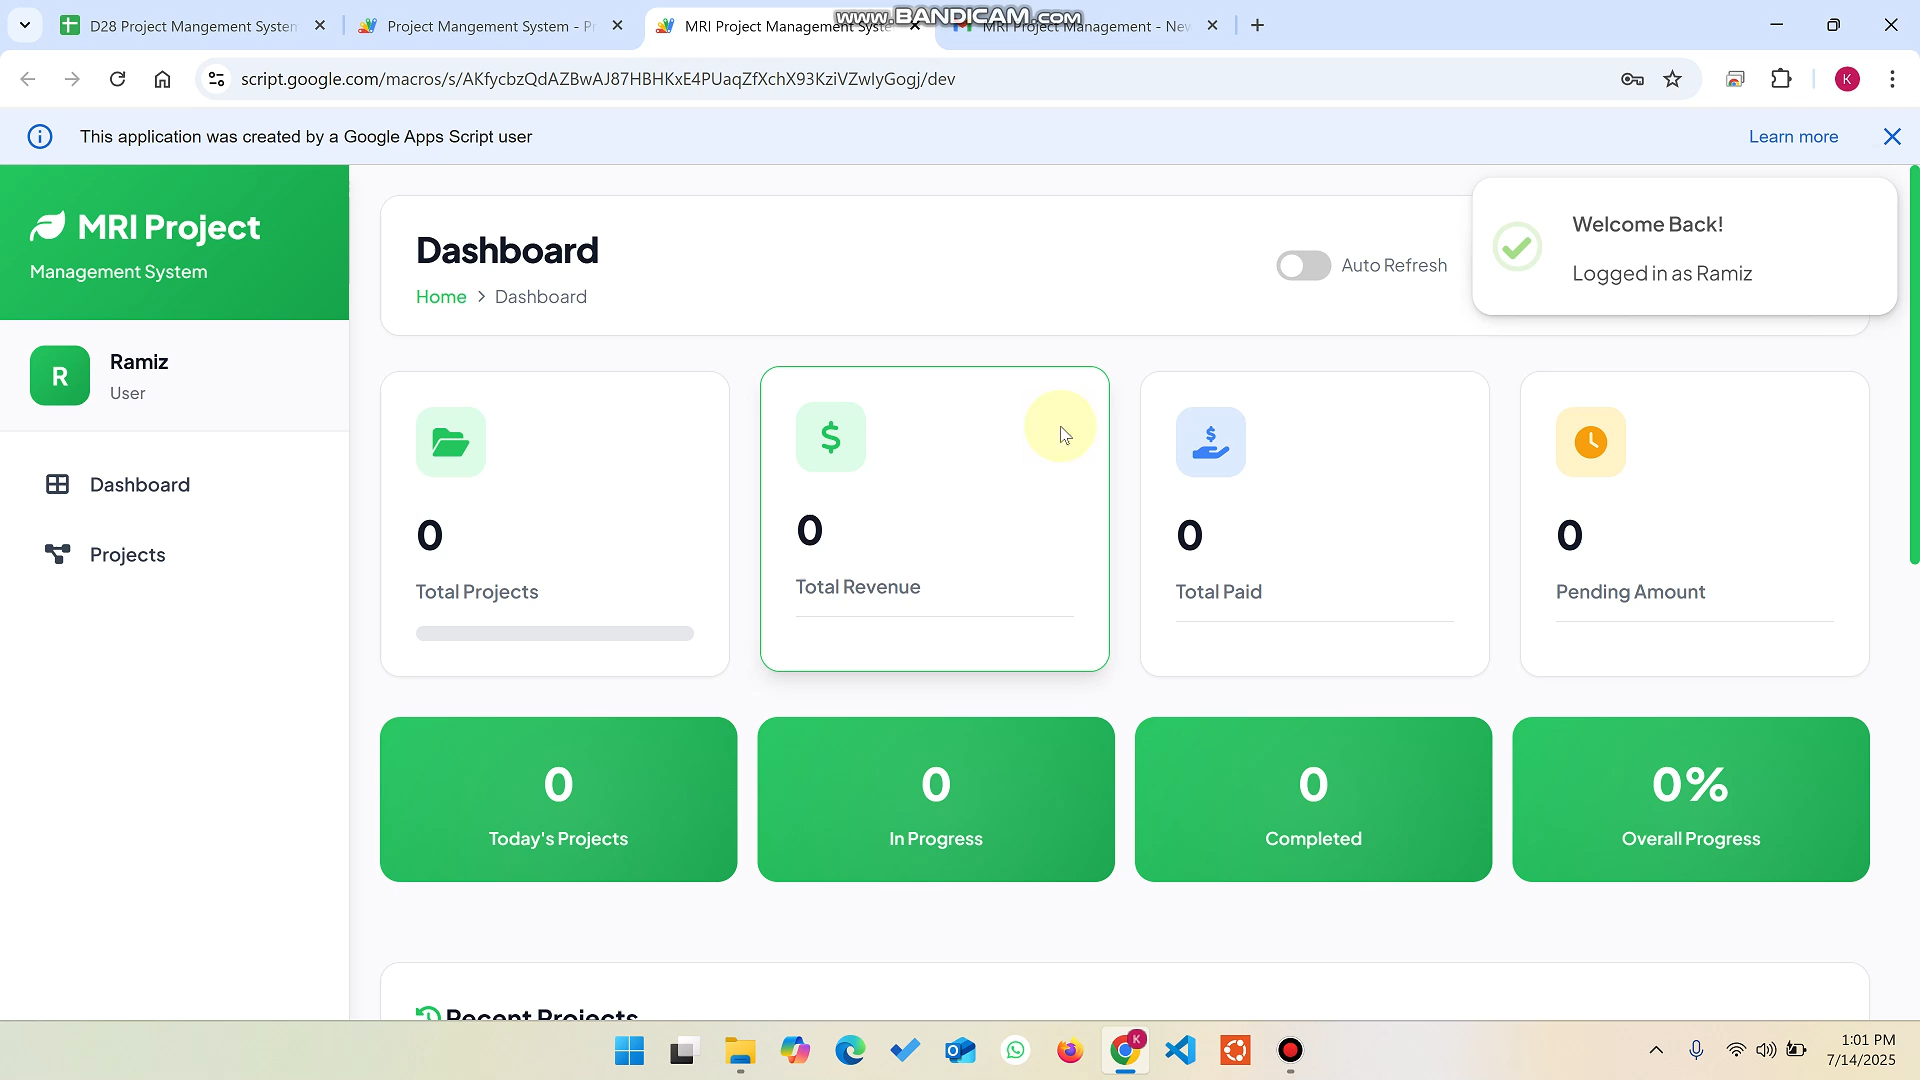 D28 Project Mangement System
Project Mangement System - Pr
MRI Project Management Syste
MRI Project Management - New
www.BANDICAM.com
script.google.com/macros/s/AKfycbzQdAZBwAJ87HBHKxE4PUaqZfXchX93KziVZwIyGogj/dev
K
This application was created by a Google Apps Script user
Learn more
MRI Project
Management System
R
Ramiz
User
Dashboard
Projects
Dashboard
Home > Dashboard
Auto Refresh
Welcome Back!
Logged in as Ramiz
0
Total Projects
0
Total Revenue
0
Total Paid
0
Pending Amount
0
Today's Projects
0
In Progress
0
Completed
0%
Overall Progress
Recent Projects
K
1:01 PM
7/14/2025